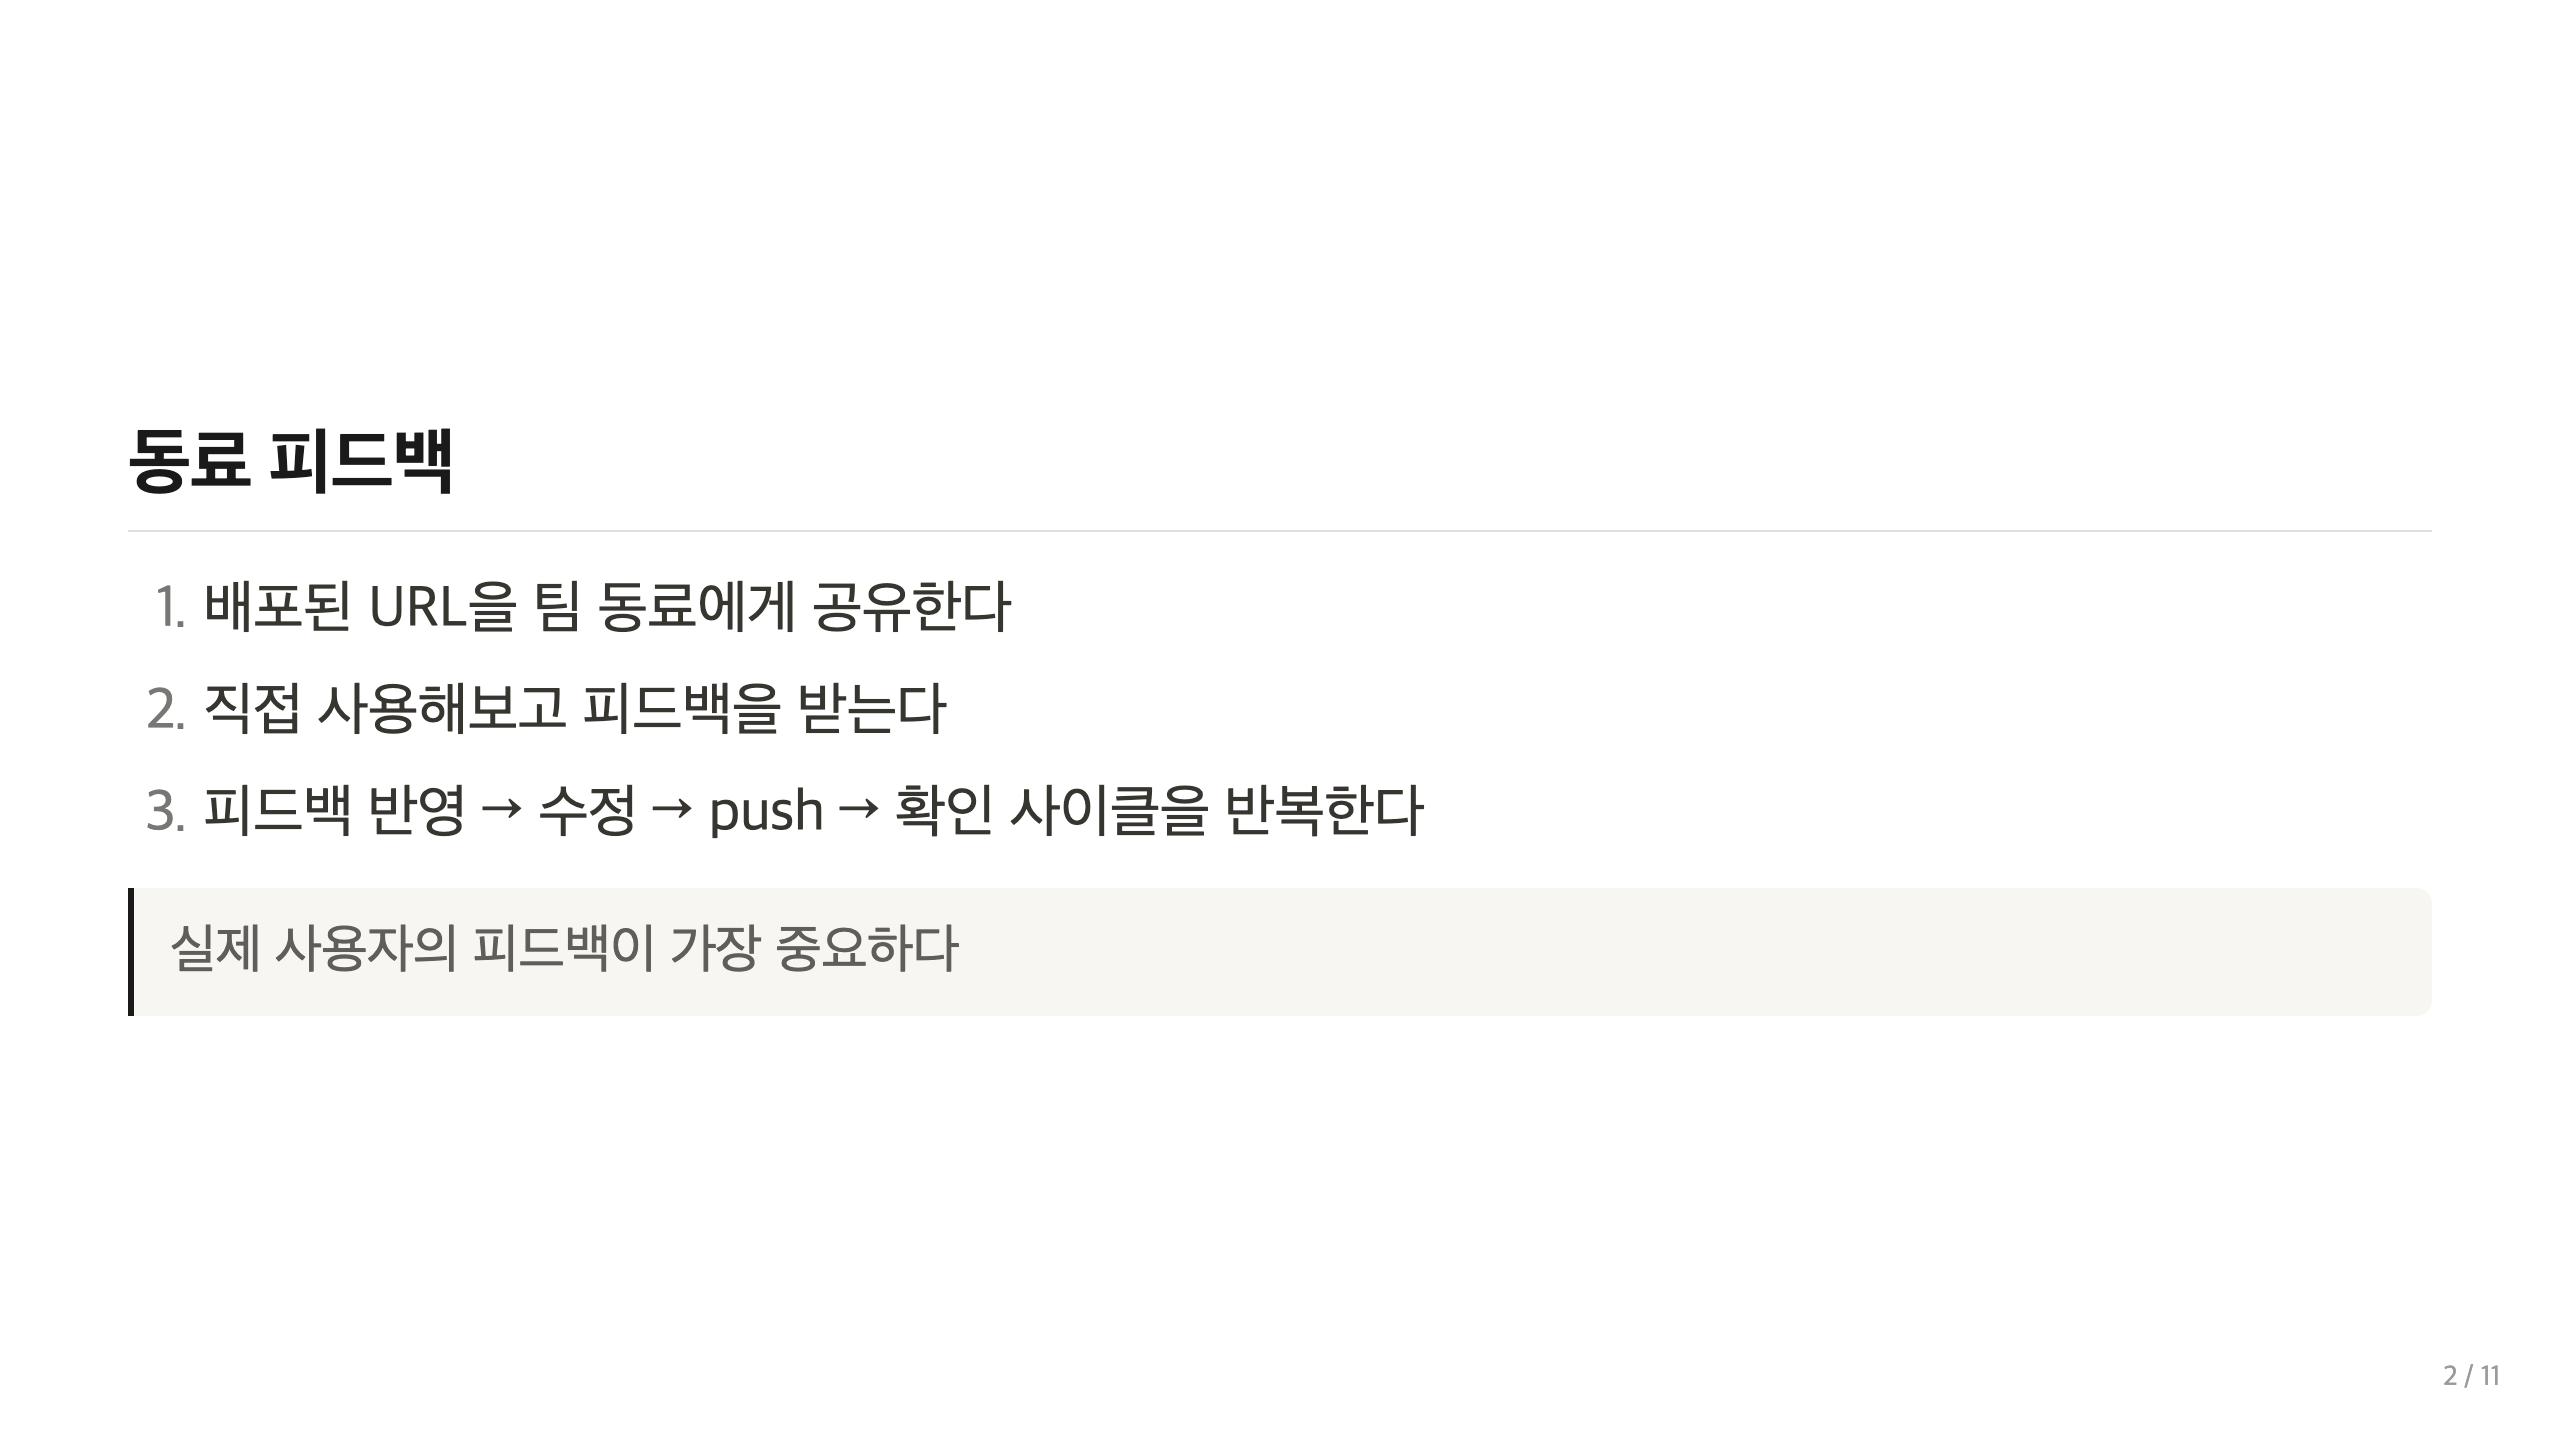 동료 피드백
1. 배포된 URL을 팀 동료에게 공유한다
2. 직접 사용해보고 피드백을 받는다
3. 피드백 반영 → 수정 → push → 확인 사이클을 반복한다
실제 사용자의 피드백이 가장 중요하다
2 / 11